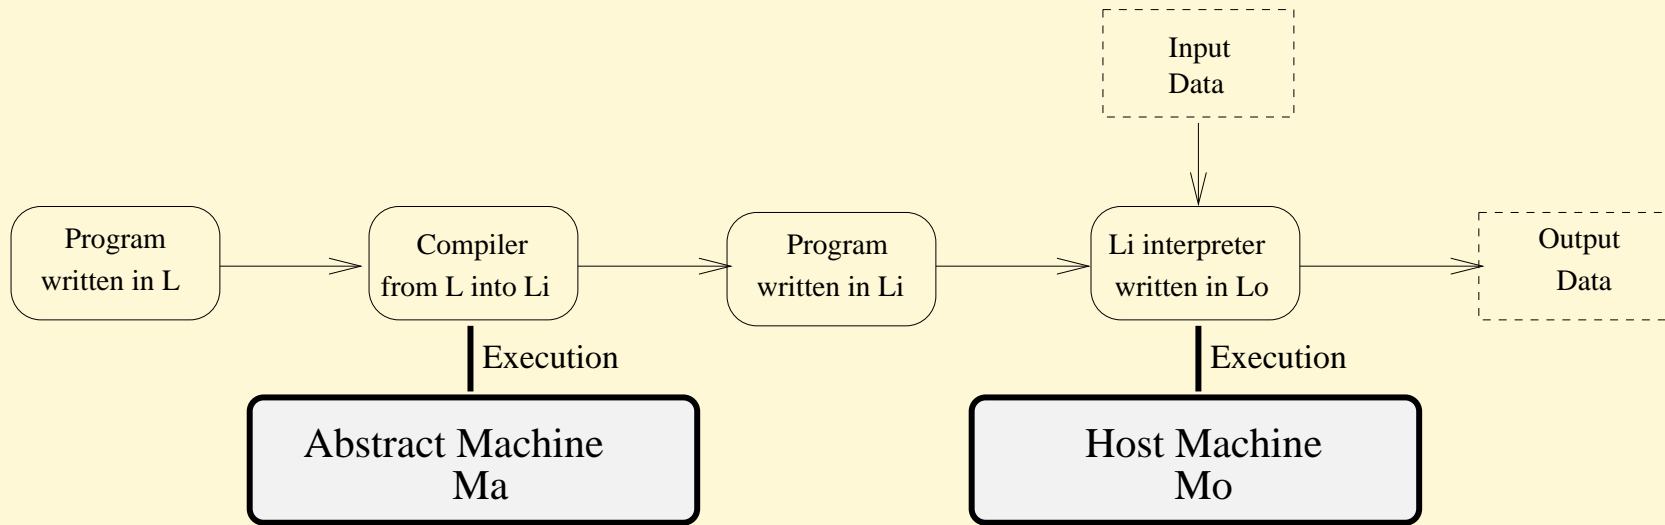 Input
Data
Program
written in L
Compiler
from L into Li
Program
written in Li
Li interpreter
written in Lo
Output
Data
Execution
Execution
Abstract Machine
Ma
Host Machine
Mo